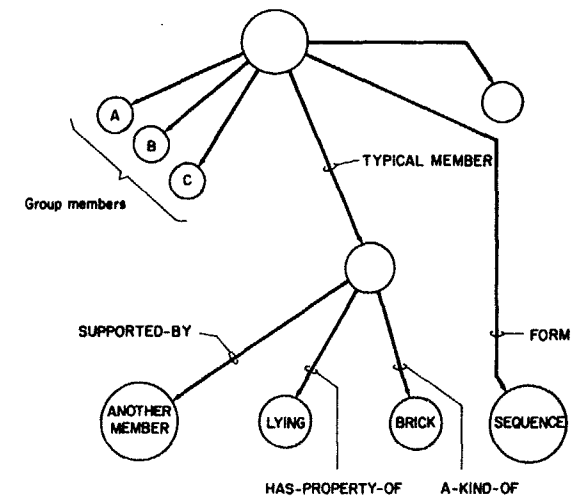 A
B
C
Group members
TYPICAL MEMBER
SUPPORTED-BY
FORM
ANOTHER
MEMBER
LYING
BRICK
SEQUENCE
HAS-PROPERTY-OF
A-KIND-OF